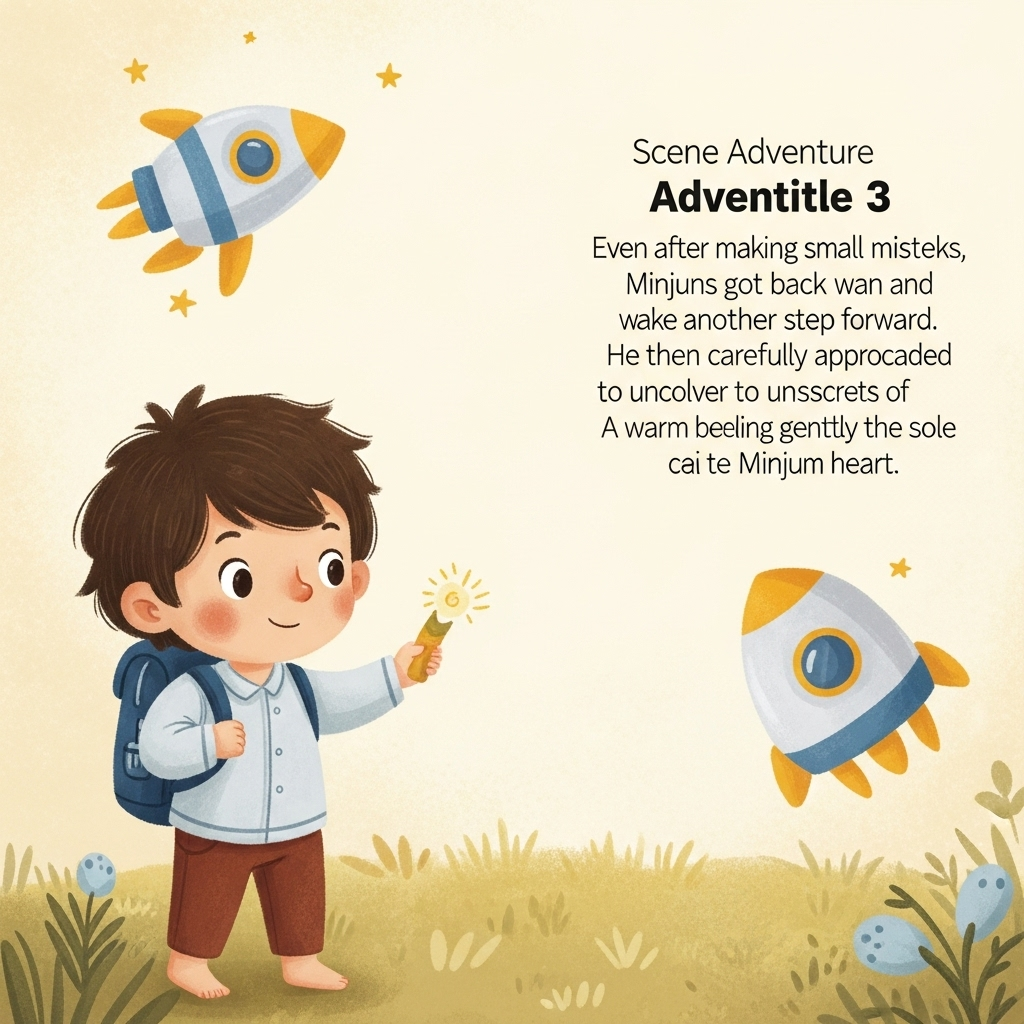 Scene Adventure
Adventitle 3
Even after making small misteks,
Minjuns got back wan and
wake another step forward.
He then carefully approcaded
to uncolver to unsscrets of
A warm beeling genttly the sole
cai te Minjum heart.